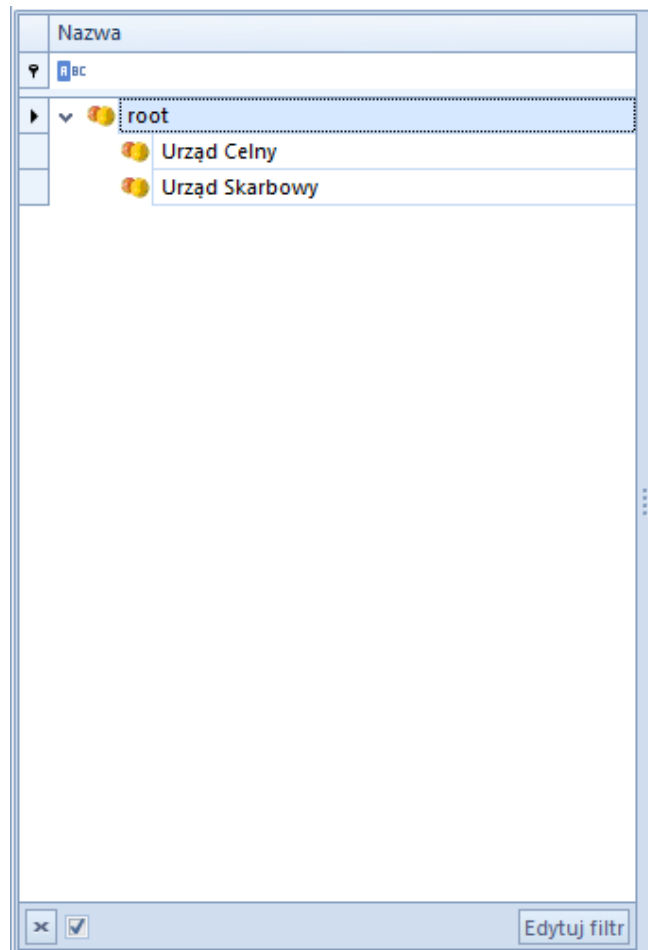 Nazwa
ABC
root
Urząd Celny
Urząd Skarbowy
Edytuj filtr